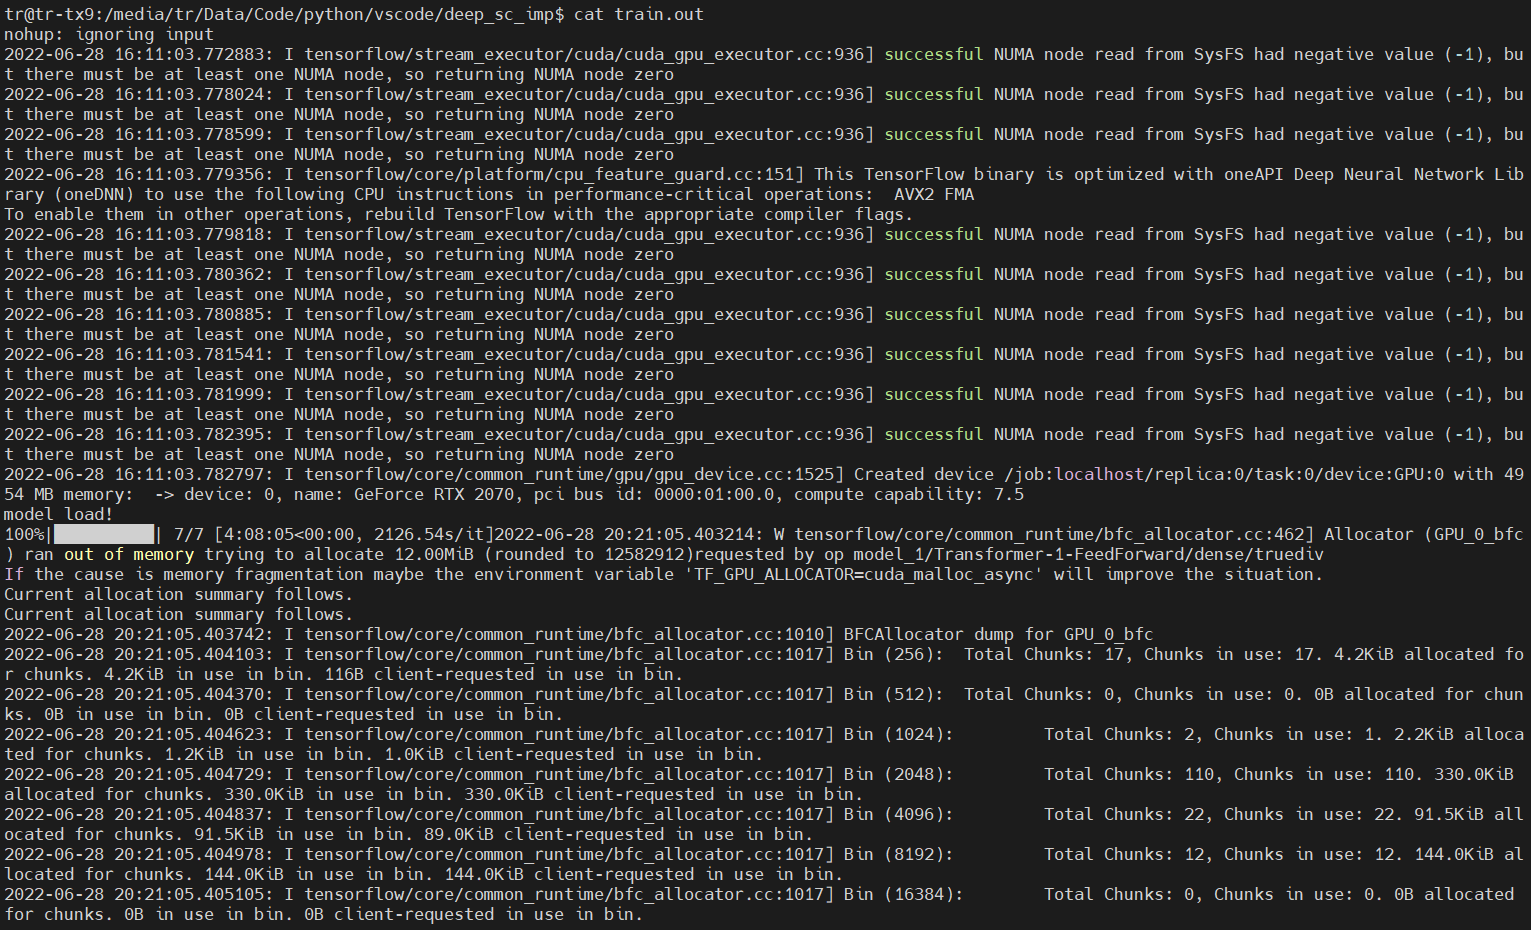 tr@tr-tx9:/media/tr/Data/Code/python/vscode/deep_sc_imp$ cat train.out
nohup: ignoring input
2022-06-28 16:11:03.772883: I tensorflow/stream_executor/cuda/cuda_gpu_executor.cc:936] successful NUMA node read from SysFS had negative value (-1), bu
t there must be at least one NUMA node, so returning NUMA node zero
2022-06-28 16:11:03.778024: I tensorflow/stream_executor/cuda/cuda_gpu_executor.cc:936] successful NUMA node read from SysFS had negative value (-1), bu
t there must be at least one NUMA node, so returning NUMA node zero
2022-06-28 16:11:03.778599: I tensorflow/stream_executor/cuda/cuda_gpu_executor.cc:936] successful NUMA node read from SysFS had negative value (-1), bu
t there must be at least one NUMA node, so returning NUMA node zero
2022-06-28 16:11:03.779356: I tensorflow/core/platform/cpu_feature_guard.cc:151] This TensorFlow binary is optimized with oneAPI Deep Neural Network Lib
rary (oneDNN) to use the following CPU instructions in performance-critical operations:  AVX2 FMA
To enable them in other operations, rebuild TensorFlow with the appropriate compiler flags.
2022-06-28 16:11:03.779818: I tensorflow/stream_executor/cuda/cuda_gpu_executor.cc:936] successful NUMA node read from SysFS had negative value (-1), bu
t there must be at least one NUMA node, so returning NUMA node zero
2022-06-28 16:11:03.780362: I tensorflow/stream_executor/cuda/cuda_gpu_executor.cc:936] successful NUMA node read from SysFS had negative value (-1), bu
t there must be at least one NUMA node, so returning NUMA node zero
2022-06-28 16:11:03.780885: I tensorflow/stream_executor/cuda/cuda_gpu_executor.cc:936] successful NUMA node read from SysFS had negative value (-1), bu
t there must be at least one NUMA node, so returning NUMA node zero
2022-06-28 16:11:03.781541: I tensorflow/stream_executor/cuda/cuda_gpu_executor.cc:936] successful NUMA node read from SysFS had negative value (-1), bu
t there must be at least one NUMA node, so returning NUMA node zero
2022-06-28 16:11:03.781999: I tensorflow/stream_executor/cuda/cuda_gpu_executor.cc:936] successful NUMA node read from SysFS had negative value (-1), bu
t there must be at least one NUMA node, so returning NUMA node zero
2022-06-28 16:11:03.782395: I tensorflow/stream_executor/cuda/cuda_gpu_executor.cc:936] successful NUMA node read from SysFS had negative value (-1), bu
t there must be at least one NUMA node, so returning NUMA node zero
2022-06-28 16:11:03.782797: I tensorflow/core/common_runtime/gpu/gpu_device.cc:1525] Created device /job:localhost/replica:0/task:0/device:GPU:0 with 49
54 MB memory:  -> device: 0, name: GeForce RTX 2070, pci bus id: 0000:01:00.0, compute capability: 7.5
model load!
100%|██████████| 7/7 [4:08:05<00:00, 2126.54s/it]2022-06-28 20:21:05.403214: W tensorflow/core/common_runtime/bfc_allocator.cc:462] Allocator (GPU_0_bfc
) ran out of memory trying to allocate 12.00MiB (rounded to 12582912)requested by op model_1/Transformer-1-FeedForward/dense/truediv
If the cause is memory fragmentation maybe the environment variable 'TF_GPU_ALLOCATOR=cuda_malloc_async' will improve the situation.
Current allocation summary follows.
Current allocation summary follows.
2022-06-28 20:21:05.403742: I tensorflow/core/common_runtime/bfc_allocator.cc:1010] BFCAllocator dump for GPU_0_bfc
2022-06-28 20:21:05.404103: I tensorflow/core/common_runtime/bfc_allocator.cc:1017] Bin (256):  Total Chunks: 17, Chunks in use: 17. 4.2KiB allocated fo
r chunks. 4.2KiB in use in bin. 116B client-requested in use in bin.
2022-06-28 20:21:05.404370: I tensorflow/core/common_runtime/bfc_allocator.cc:1017] Bin (512):  Total Chunks: 0, Chunks in use: 0. 0B allocated for chun
ks. 0B in use in bin. 0B client-requested in use in bin.
2022-06-28 20:21:05.404623: I tensorflow/core/common_runtime/bfc_allocator.cc:1017] Bin (1024):         Total Chunks: 2, Chunks in use: 1. 2.2KiB alloca
ted for chunks. 1.2KiB in use in bin. 1.0KiB client-requested in use in bin.
2022-06-28 20:21:05.404729: I tensorflow/core/common_runtime/bfc_allocator.cc:1017] Bin (2048):         Total Chunks: 110, Chunks in use: 110. 330.0KiB
allocated for chunks. 330.0KiB in use in bin. 330.0KiB client-requested in use in bin.
2022-06-28 20:21:05.404837: I tensorflow/core/common_runtime/bfc_allocator.cc:1017] Bin (4096):         Total Chunks: 22, Chunks in use: 22. 91.5KiB all
ocated for chunks. 91.5KiB in use in bin. 89.0KiB client-requested in use in bin.
2022-06-28 20:21:05.404978: I tensorflow/core/common_runtime/bfc_allocator.cc:1017] Bin (8192):         Total Chunks: 12, Chunks in use: 12. 144.0KiB al
located for chunks. 144.0KiB in use in bin. 144.0KiB client-requested in use in bin.
2022-06-28 20:21:05.405105: I tensorflow/core/common_runtime/bfc_allocator.cc:1017] Bin (16384):        Total Chunks: 0, Chunks in use: 0. 0B allocated
for chunks. 0B in use in bin. 0B client-requested in use in bin.